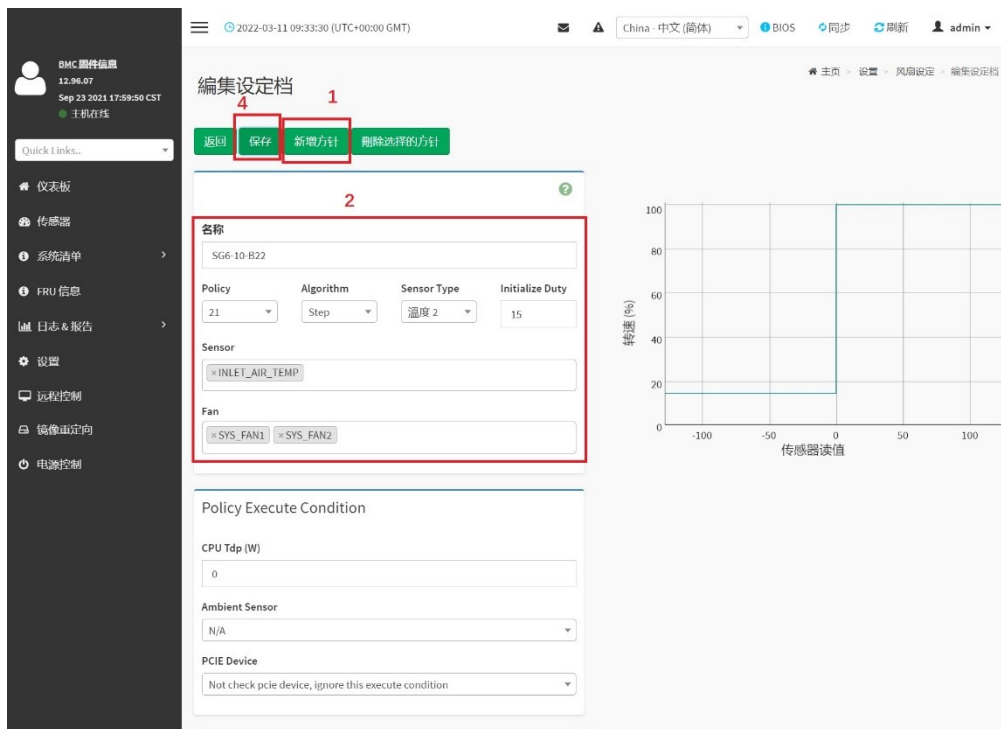 2022-03-11 09:33:30 (UTC+00:00 GMT)
China - 中文 (简体)
BIOS
同步
刷新
admin
BMC 固件信息
12.96.07
Sep 23 2021 17:59:50 CST
主机在线
Quick Links..
仪表板
传感器
系统清单
FRU 信息
日志 & 报告
设置
远程控制
镜像重定向
电源控制
编辑设定档
主页 > 设置 > 风扇设定 > 编辑设定档
4
1
返回
保存
新增方针
刪除选择的方针
2
名称
SG6-10-B22
Policy
Algorithm
Sensor Type
Initialize Duty
21
Step
温度 2
15
Sensor
×INLET_AIR_TEMP
Fan
×SYS_FAN1
×SYS_FAN2
Policy Execute Condition
CPU Tdp (W)
0
Ambient Sensor
N/A
PCIE Device
Not check pcie device, ignore this execute condition
100
80
60
40
20
0
转速 (%)
-100
-50
0
50
100
传感器读值